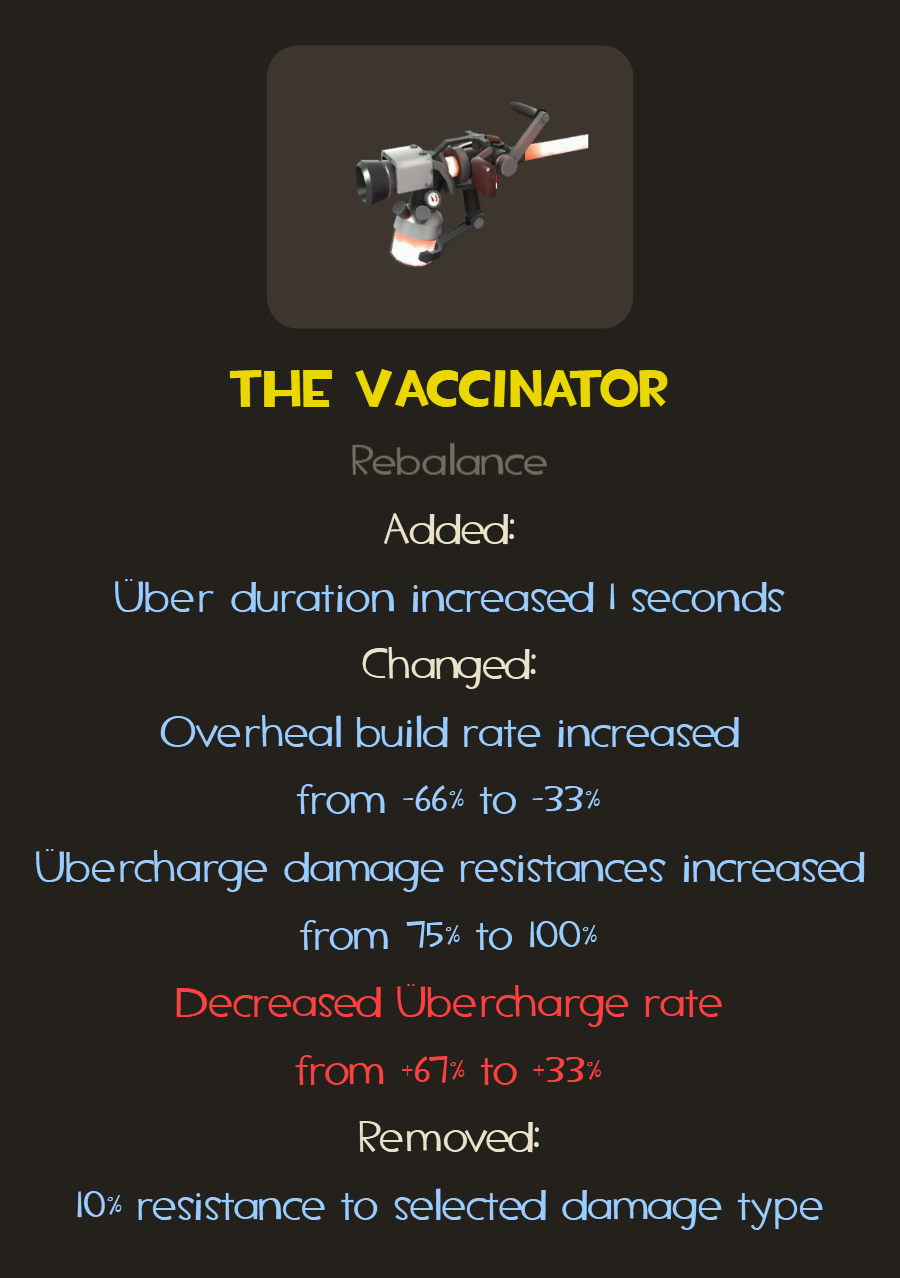 THE VACCINATOR
Rebalance
Added:
Über duration increased 1 seconds
Changed:
Overheal build rate increased
from -66% to -33%
Übercharge damage resistances increased
from 75% to 100%
Decreased Übercharge rate
from +67% to +33%
Removed:
10% resistance to selected damage type